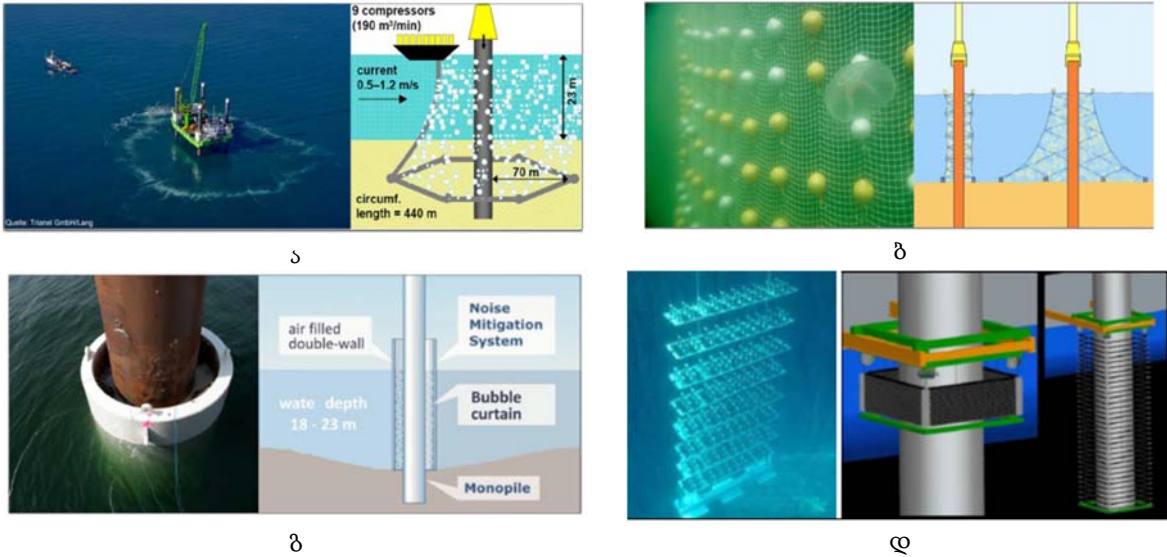 9 compressors
(190 m³/min)
current
0.5–1.2 m/s
23 m
70 m
circumf.
length = 440 m
Quelle: Trianel GmbH/Lang
ა
ბ
air filled
double-wall
Noise
Mitigation
System
wate depth
18 - 23 m
Bubble
curtain
Monopile
გ
დ